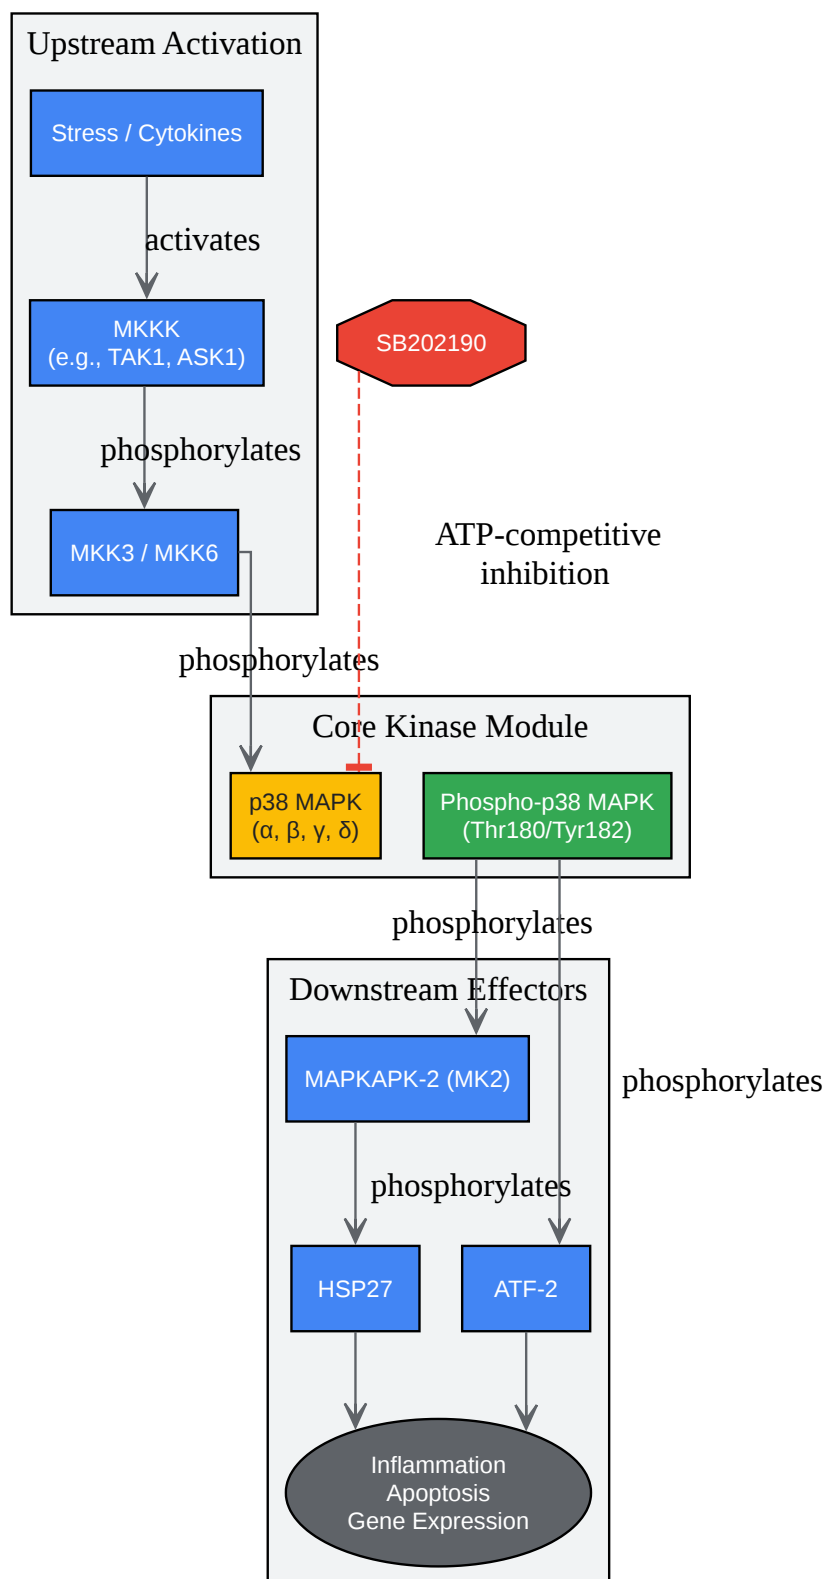 Upstream Activation
Stress / Cytokines
activates
MKKK
(e.g., TAK1, ASK1)
SB202190
phosphorylates
ATP-competitive
inhibition
MKK3 / MKK6
phosphorylates
Core Kinase Module
p38 MAPK
(α, β, γ, δ)
Phospho-p38 MAPK
(Thr180/Tyr182)
phosphorylates
Downstream Effectors
MAPKAPK-2 (MK2)
phosphorylates
phosphorylates
HSP27
ATF-2
Inflammation
Apoptosis
Gene Expression